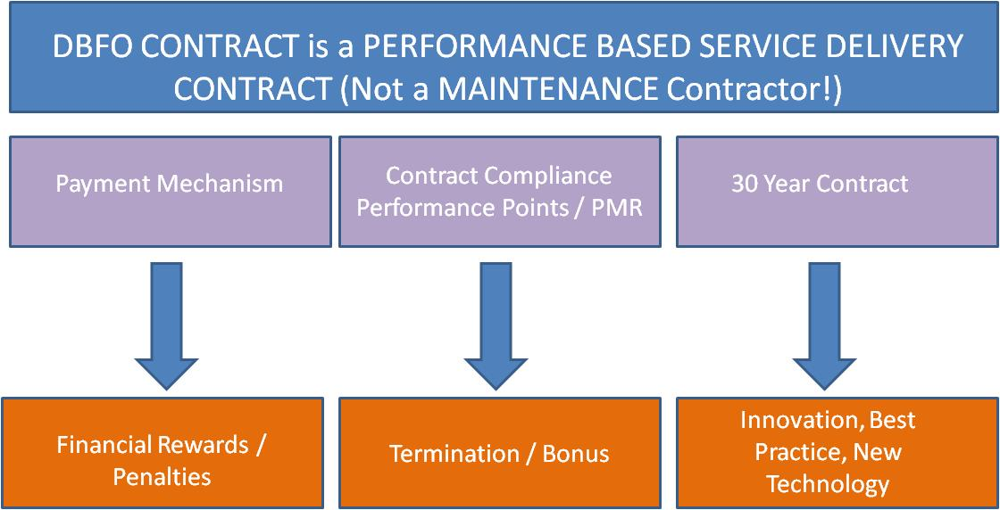 DBFO CONTRACT is a PERFORMANCE BASED SERVICE DELIVERY
CONTRACT (Not a MAINTENANCE Contractor!)
Payment Mechanism
Contract Compliance
Performance Points / PMR
30 Year Contract
Financial Rewards /
Penalties
Termination / Bonus
Innovation, Best
Practice, New
Technology